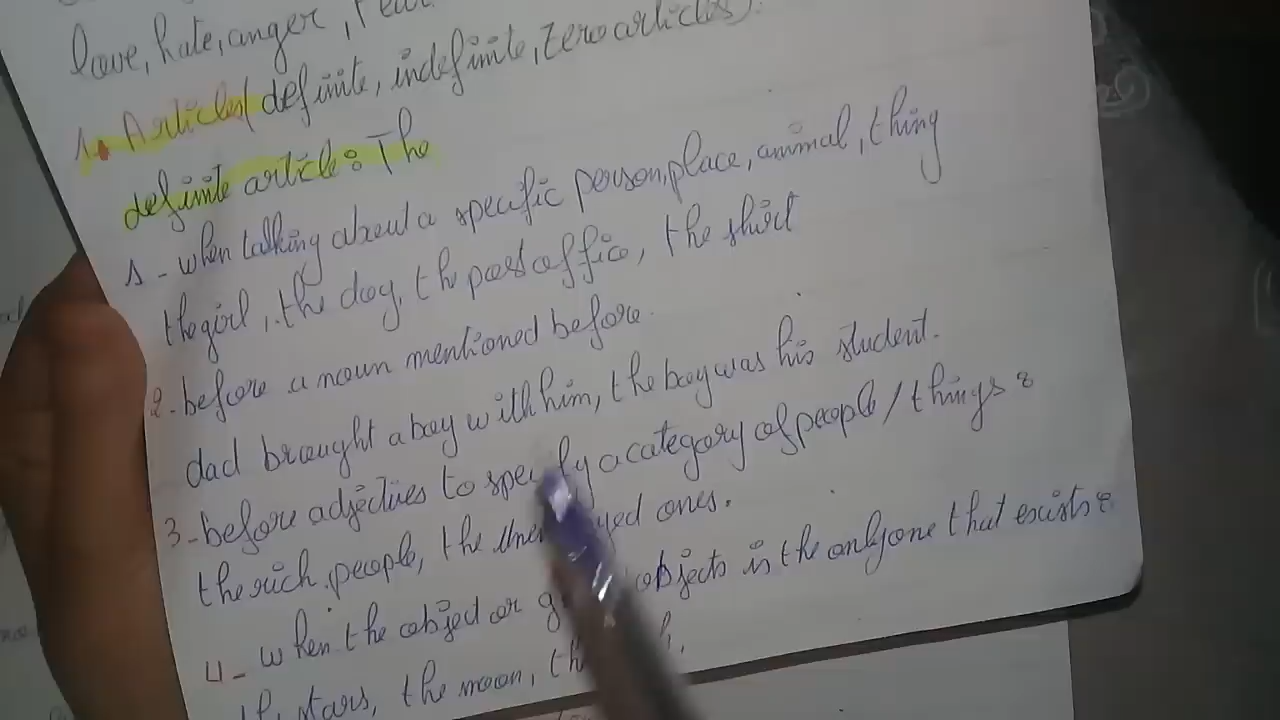 love, hate, anger,
1. Articles (definite, indefinite, zero articles).
definite article: The
1 - when talking about a specific person, place, animal, thing
the girl, the dog, the post office, the shirt
2 - before a noun mentioned before.
dad brought a boy with him, the boy was his student.
3 - before adjectives to specify a category of people / things:
the rich people, the ones.
4 - when the object or objects is the only one that exists:
stars, the moon,